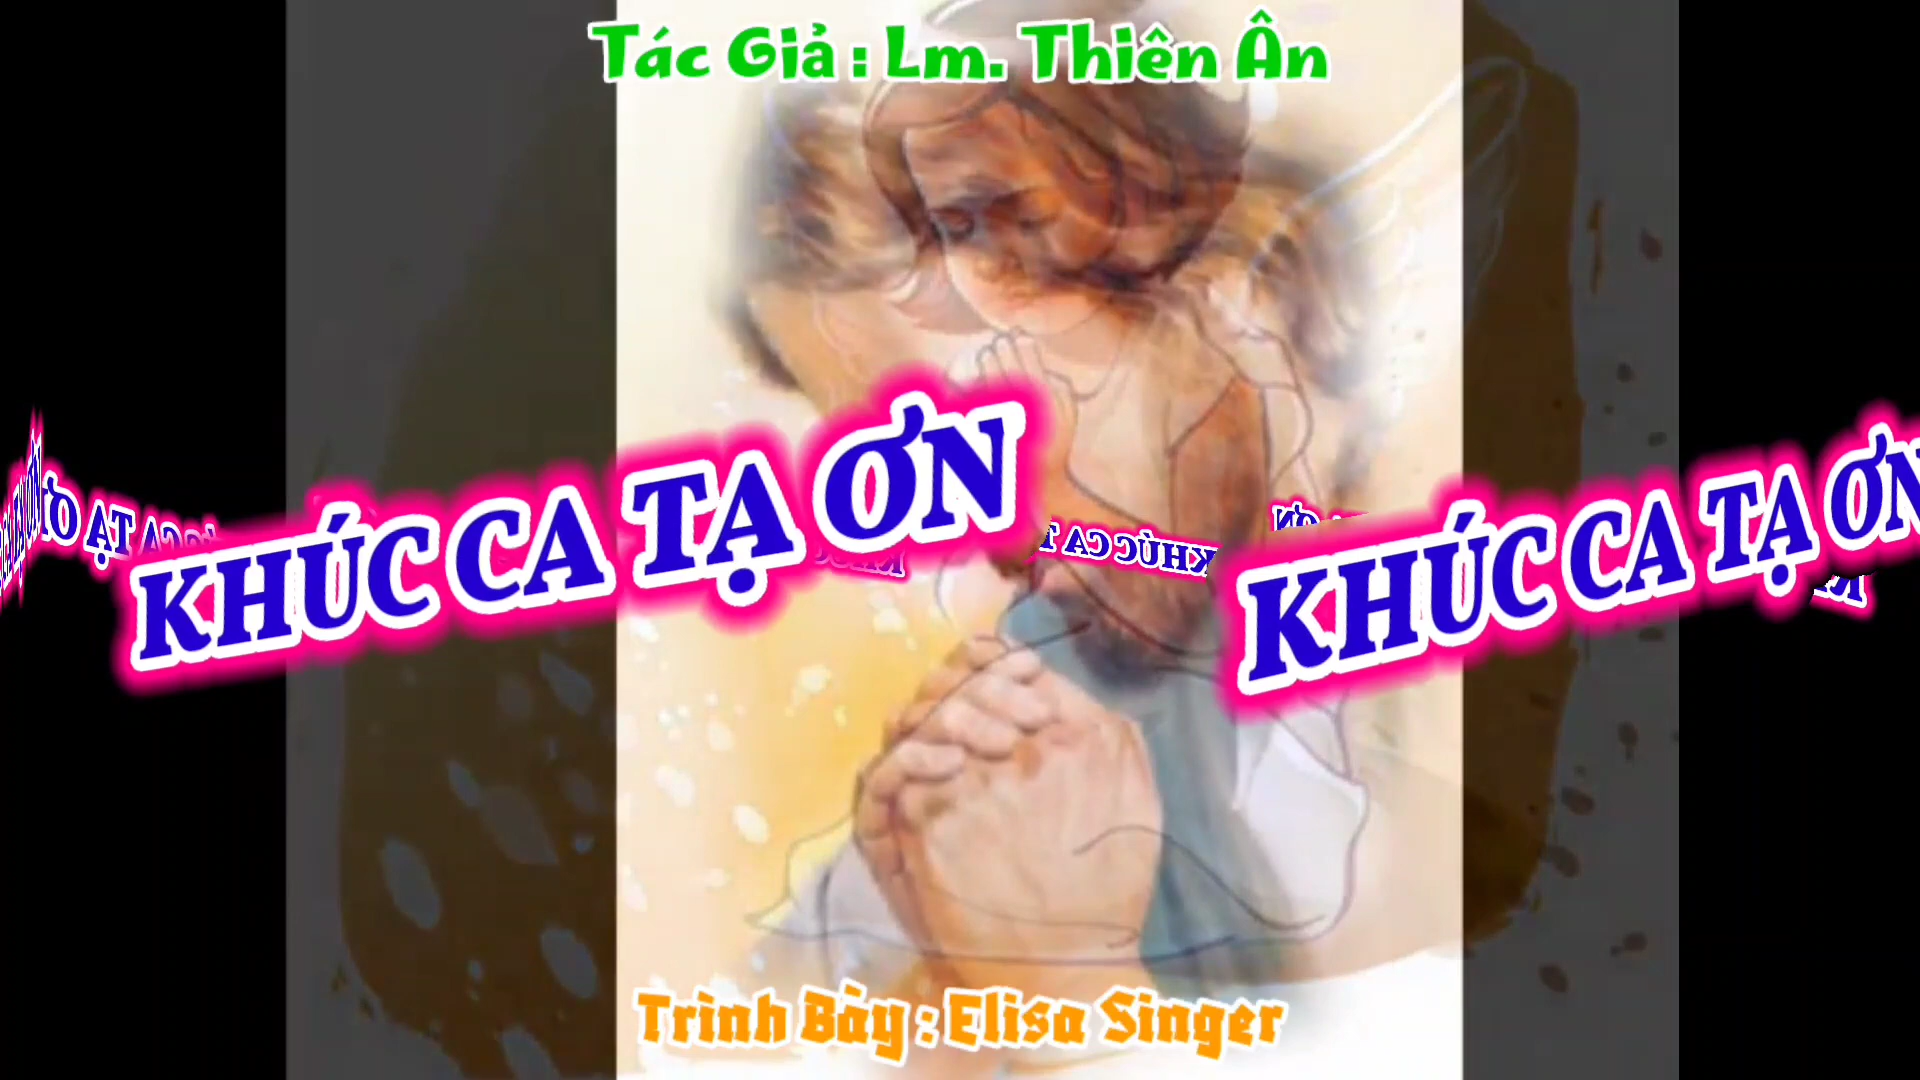 Tác Giả : Lm. Thiên Ân
KHÚC CA TẠ ƠN
KHÚC CA TẠ ƠN
Trình Bày : Elisa Singer